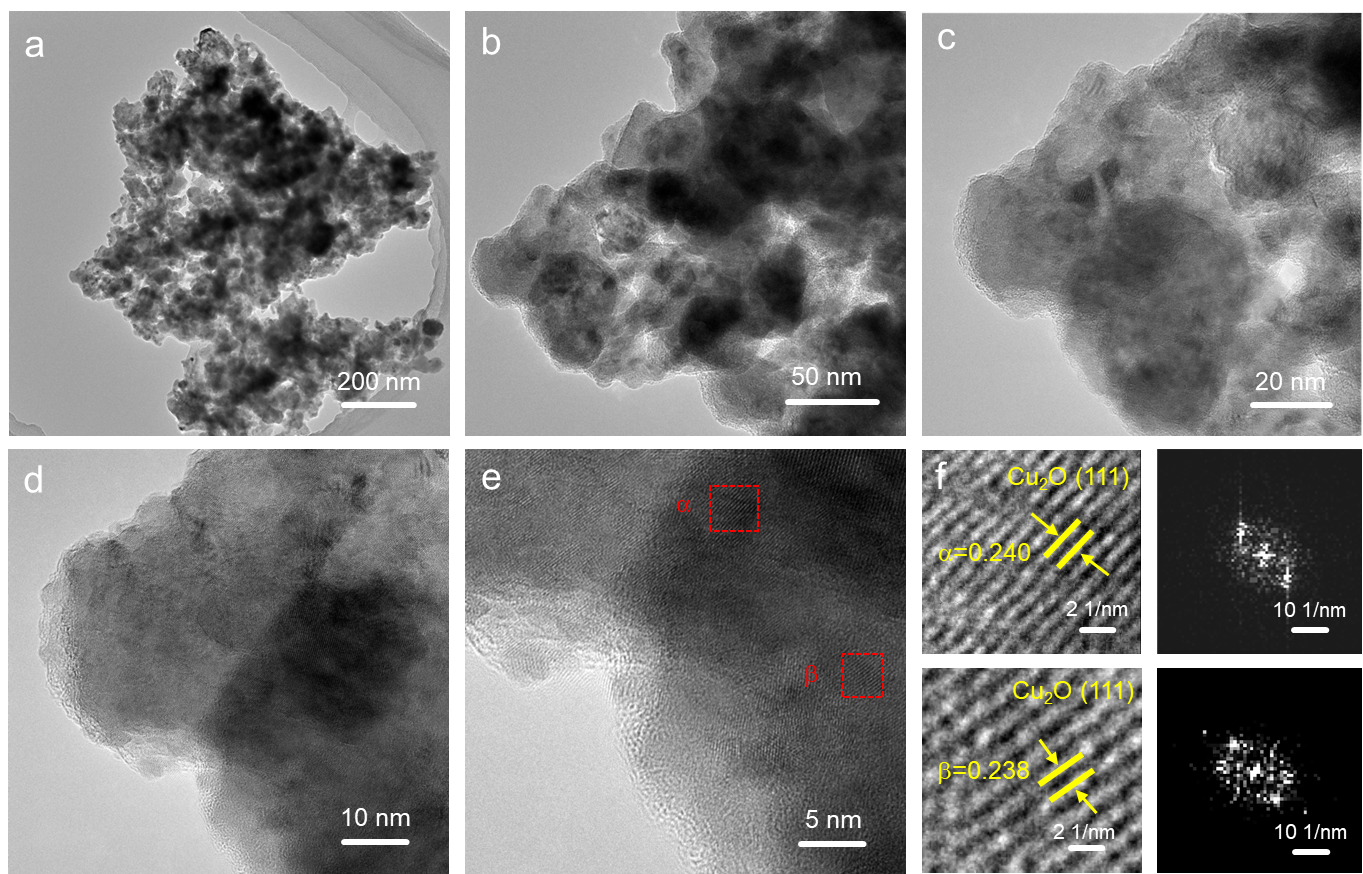 a
200 nm
b
50 nm
c
20 nm
d
10 nm
e
α
β
5 nm
f
Cu₂O (111)
α=0.240
2 1/nm
10 1/nm
Cu₂O (111)
β=0.238
2 1/nm
10 1/nm